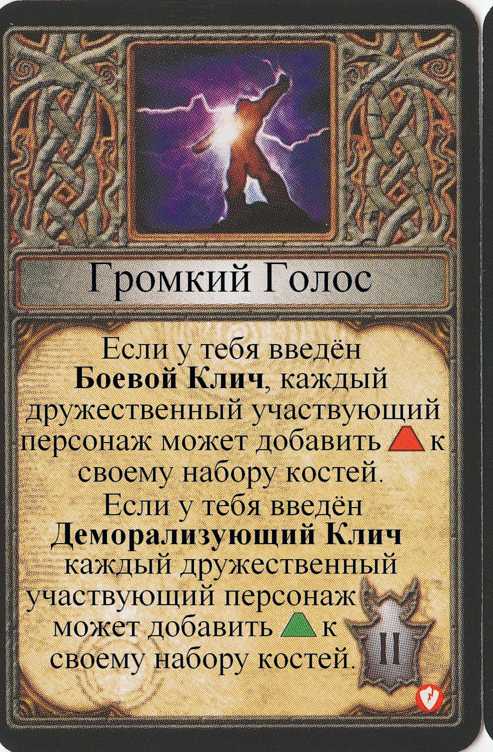 Громкий Голос
Если у тебя введён
Боевой Клич, каждый
дружественный участвующий
персонаж может добавить к
своему набору костей.
Если у тебя введён
Деморализующий Клич
каждый дружественный
участвующий персонаж
может добавить к
своему набору костей.
II